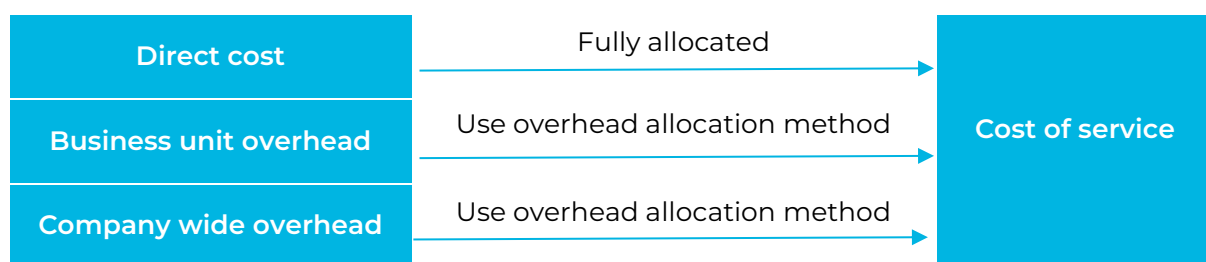 Direct cost
Fully allocated
Business unit overhead
Use overhead allocation method
Cost of service
Company wide overhead
Use overhead allocation method